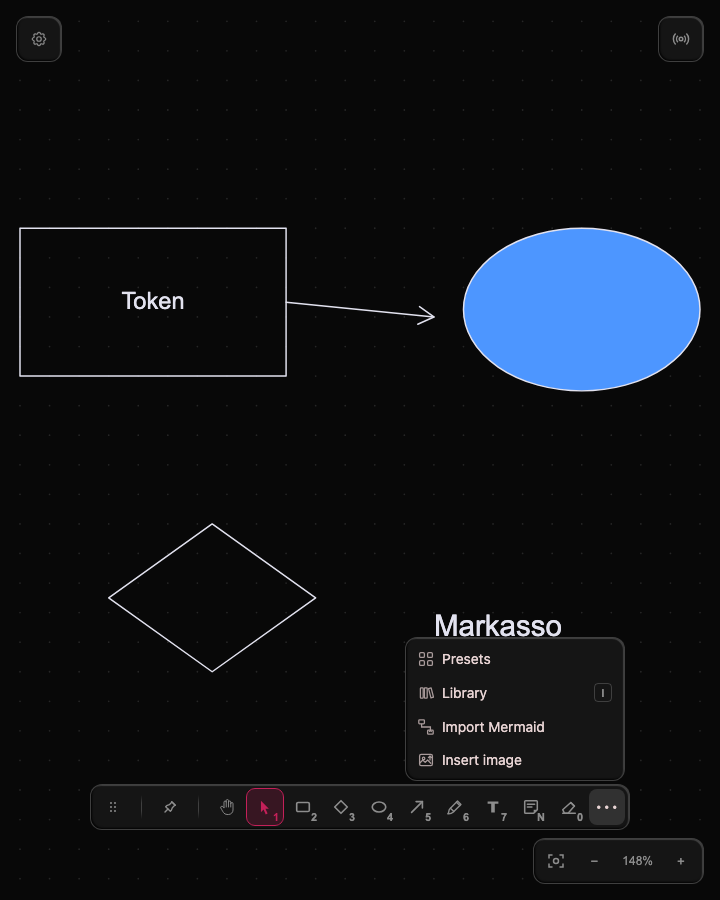 Token
Markasso
Presets
Library I
Import Mermaid
Insert image
1 2 3 4 5 6 T 7 N 0
148%